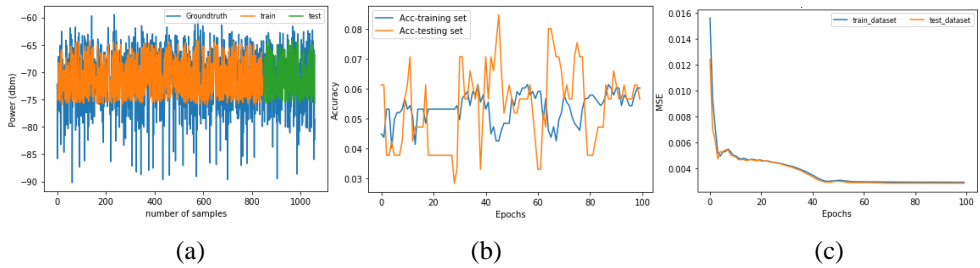 Groundtruth train test
Power (dbm)
−60
−65
−70
−75
−80
−85
−90
0 200 400 600 800 1000
number of samples
(a)
Acc-training set
Acc-testing set
Accuracy
0.08
0.07
0.06
0.05
0.04
0.03
0 20 40 60 80 100
Epochs
(b)
train_dataset test_dataset
MSE
0.016
0.014
0.012
0.010
0.008
0.006
0.004
0 20 40 60 80 100
Epochs
(c)